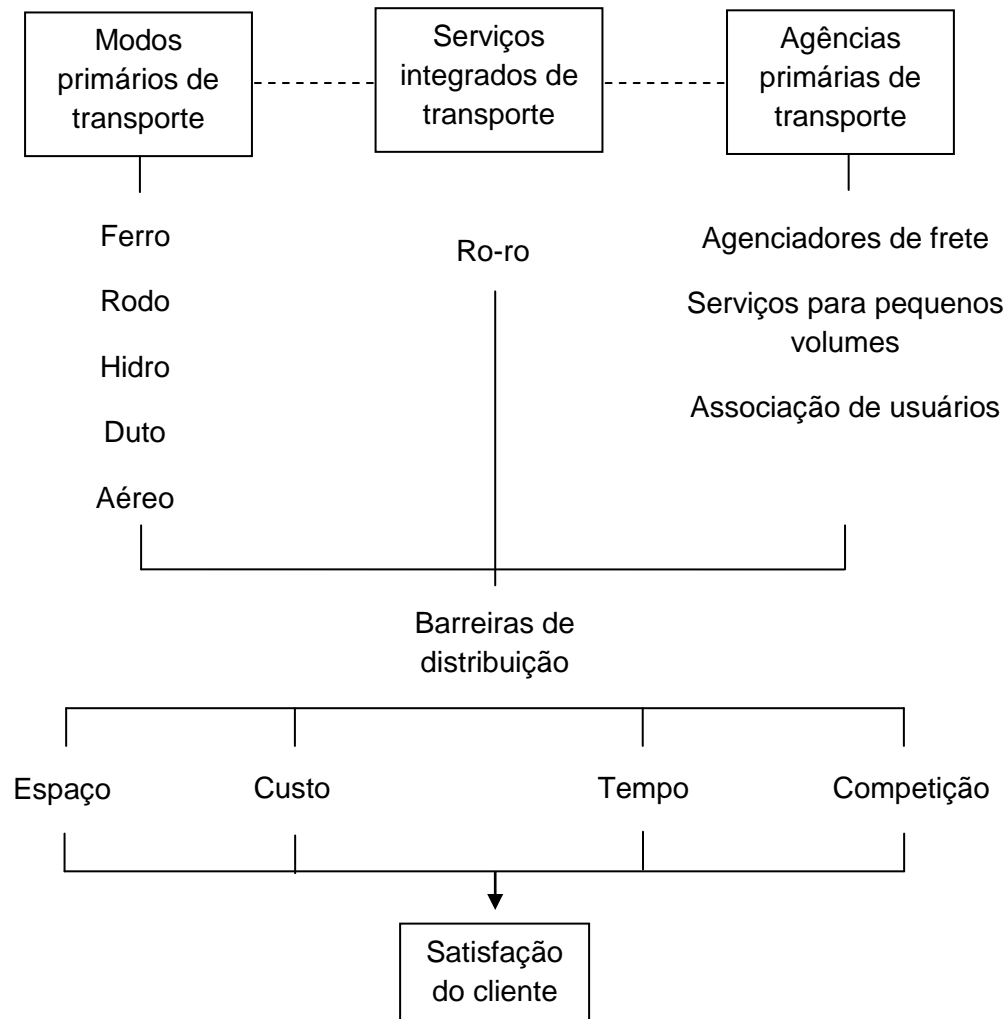 Modos
primários de
transporte
Serviços
integrados de
transporte
Agências
primárias de
transporte
Ferro
Rodo
Hidro
Duto
Aéreo
Ro-ro
Agenciadores de frete
Serviços para pequenos
volumes
Associação de usuários
Barreiras de
distribuição
Espaço
Custo
Tempo
Competição
Satisfação
do cliente